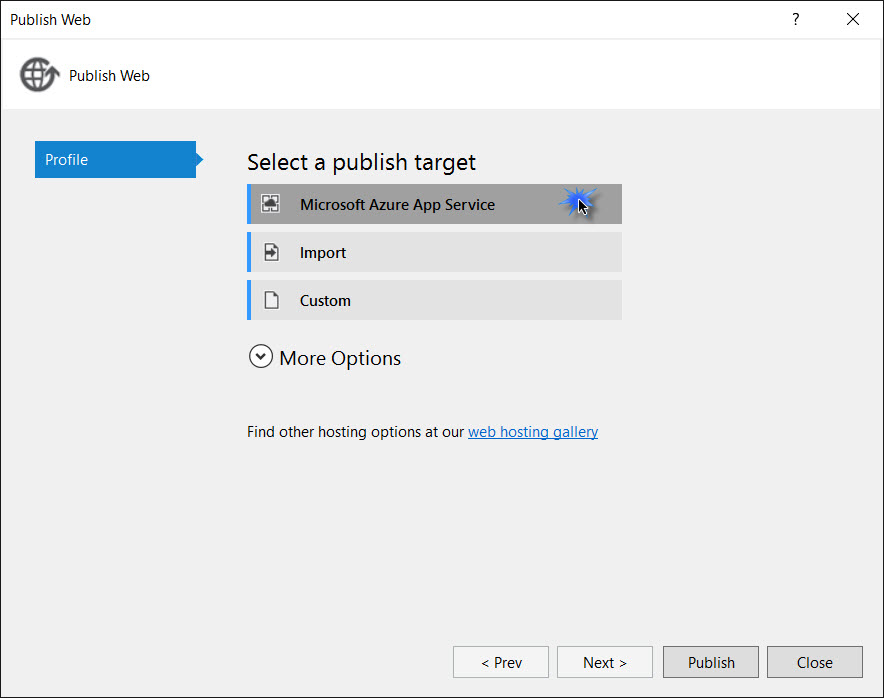 Publish Web
?
Publish Web
Profile
Select a publish target
Microsoft Azure App Service
Import
Custom
More Options
Find other hosting options at our web hosting gallery
< Prev
Next >
Publish
Close